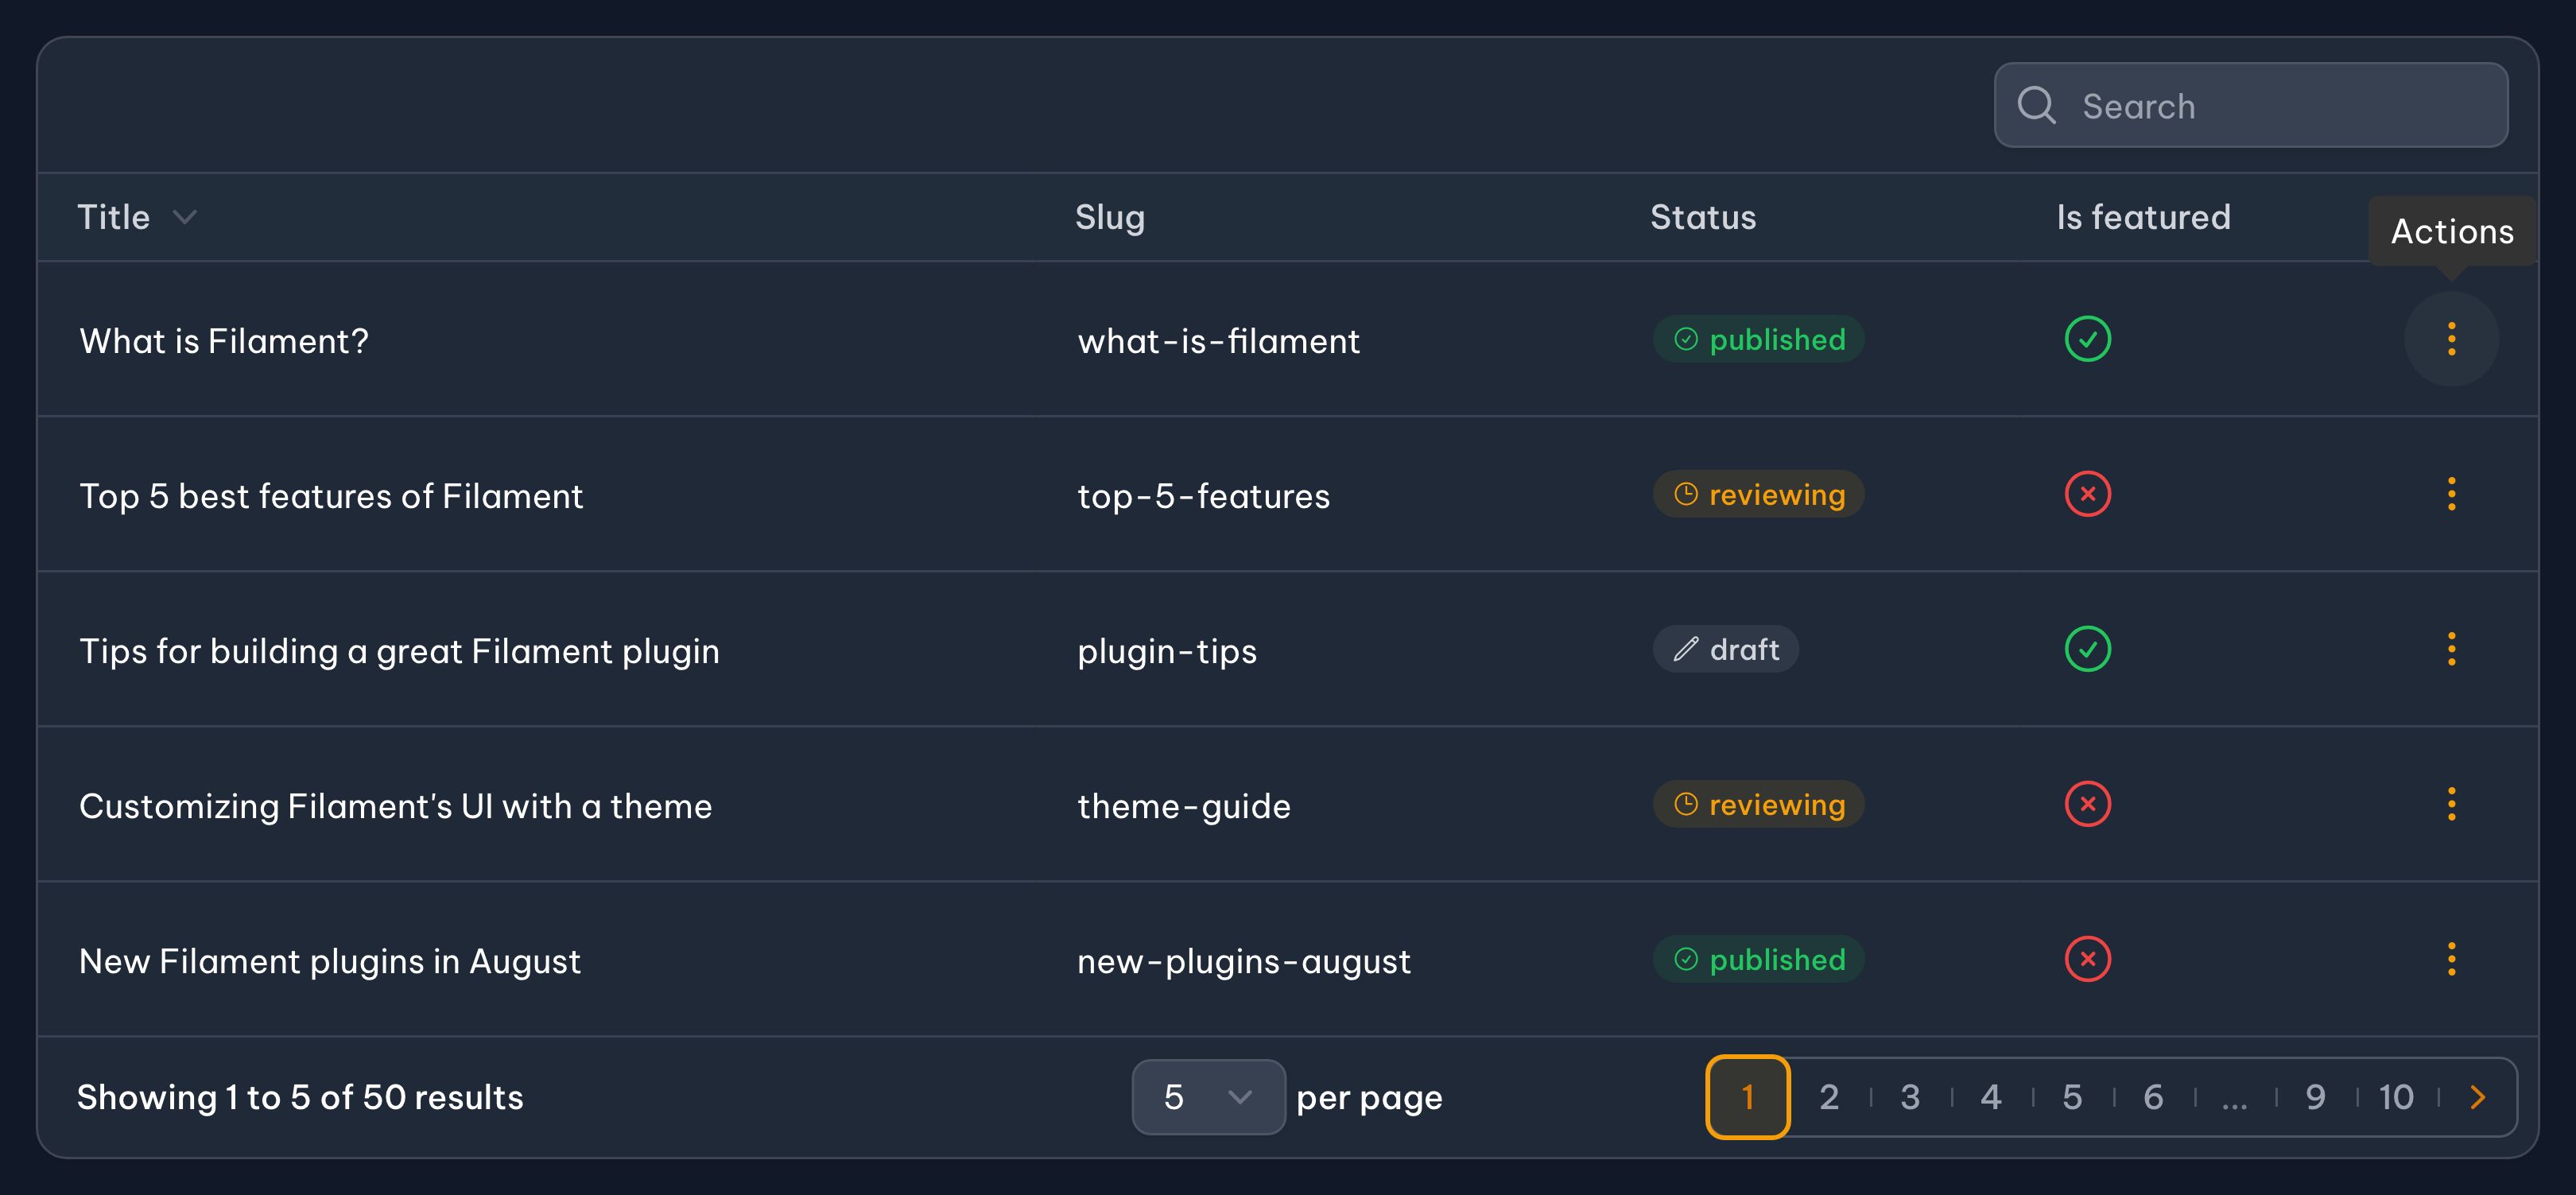 Search
Title Slug Status Is featured Actions
What is Filament? what-is-filament published
Top 5 best features of Filament top-5-features reviewing
Tips for building a great Filament plugin plugin-tips draft
Customizing Filament's UI with a theme theme-guide reviewing
New Filament plugins in August new-plugins-august published
Showing 1 to 5 of 50 results 5 per page 1 2 3 4 5 6 ... 9 10